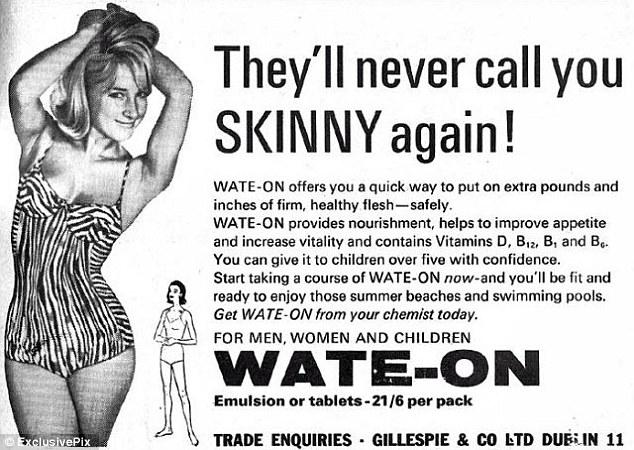 They'll never call you
SKINNY again!
WATE-ON offers you a quick way to put on extra pounds and
inches of firm, healthy flesh—safely.
WATE-ON provides nourishment, helps to improve appetite
and increase vitality and contains Vitamins D, B₁₂, B₁ and B₆.
You can give it to children over five with confidence.
Start taking a course of WATE-ON now-and you'll be fit and
ready to enjoy those summer beaches and swimming pools.
Get WATE-ON from your chemist today.
FOR MEN, WOMEN AND CHILDREN
WATE-ON
Emulsion or tablets - 21/6 per pack
TRADE ENQUIRIES · GILLESPIE & CO LTD DUBLIN 11
© ExclusivePix